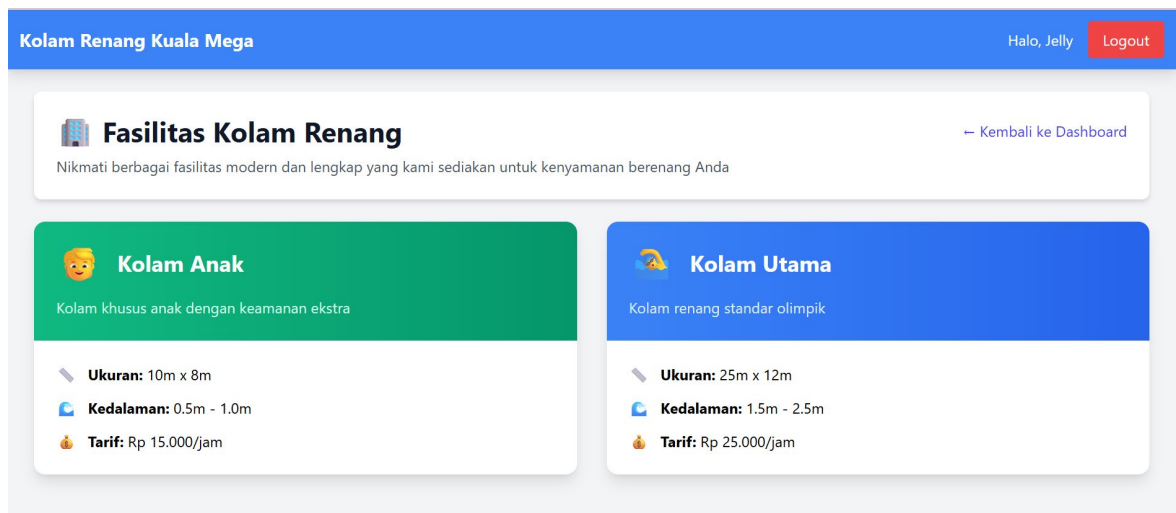 Kolam Renang Kuala Mega
Halo, Jelly
Logout
Fasilitas Kolam Renang
← Kembali ke Dashboard
Nikmati berbagai fasilitas modern dan lengkap yang kami sediakan untuk kenyamanan berenang Anda
Kolam Anak
Kolam khusus anak dengan keamanan ekstra
Ukuran: 10m x 8m
Kedalaman: 0.5m - 1.0m
Tarif: Rp 15.000/jam
Kolam Utama
Kolam renang standar olimpik
Ukuran: 25m x 12m
Kedalaman: 1.5m - 2.5m
Tarif: Rp 25.000/jam